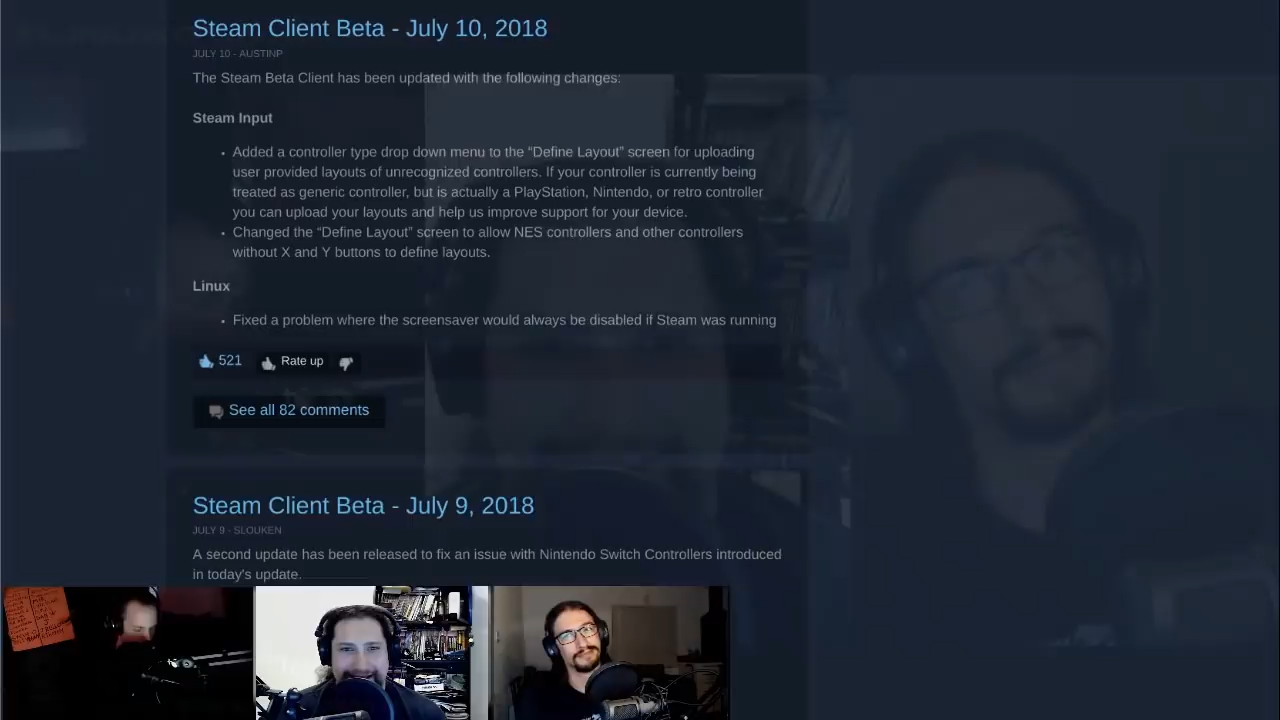 Steam Client Beta - July 10, 2018
JULY 10 - AUSTINP
The Steam Beta Client has been updated with the following changes:
Steam Input
Added a controller type drop down menu to the “Define Layout” screen for uploading
user provided layouts of unrecognized controllers. If your controller is currently being
treated as generic controller, but is actually a PlayStation, Nintendo, or retro controller
you can upload your layouts and help us improve support for your device.
Changed the “Define Layout” screen to allow NES controllers and other controllers
without X and Y buttons to define layouts.
Linux
Fixed a problem where the screensaver would always be disabled if Steam was running
521 Rate up
See all 82 comments
Steam Client Beta - July 9, 2018
JULY 9 - SLOUKEN
A second update has been released to fix an issue with Nintendo Switch Controllers introduced
in today's update.